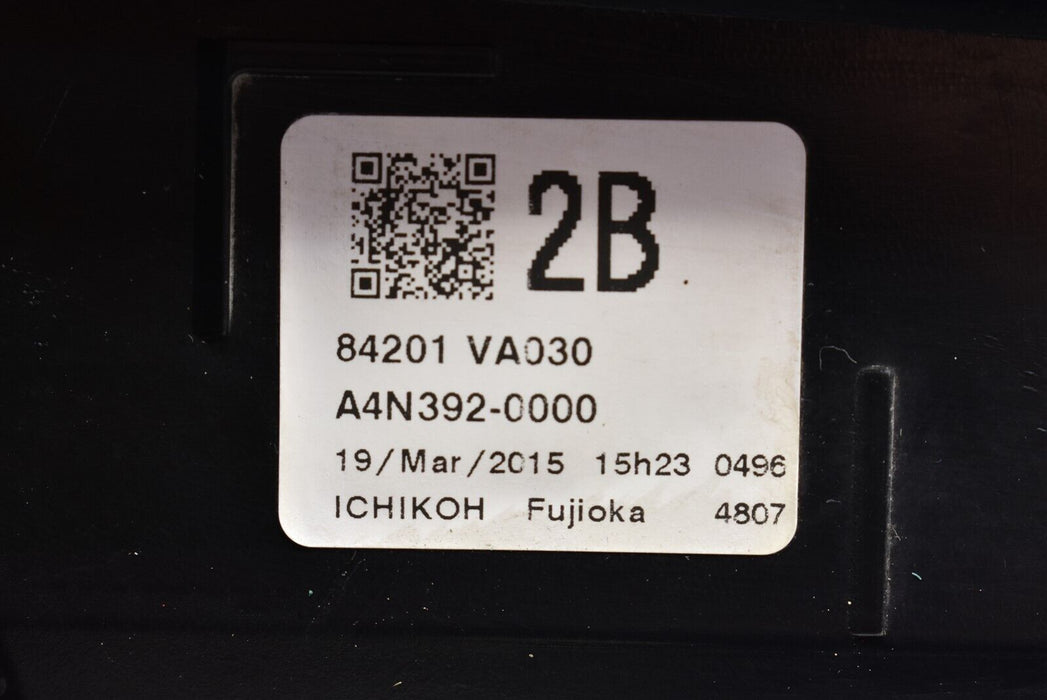 2B
84201 VA030
A4N392-0000
19/Mar/2015 15h23 0496
ICHIKOH Fujioka 4807